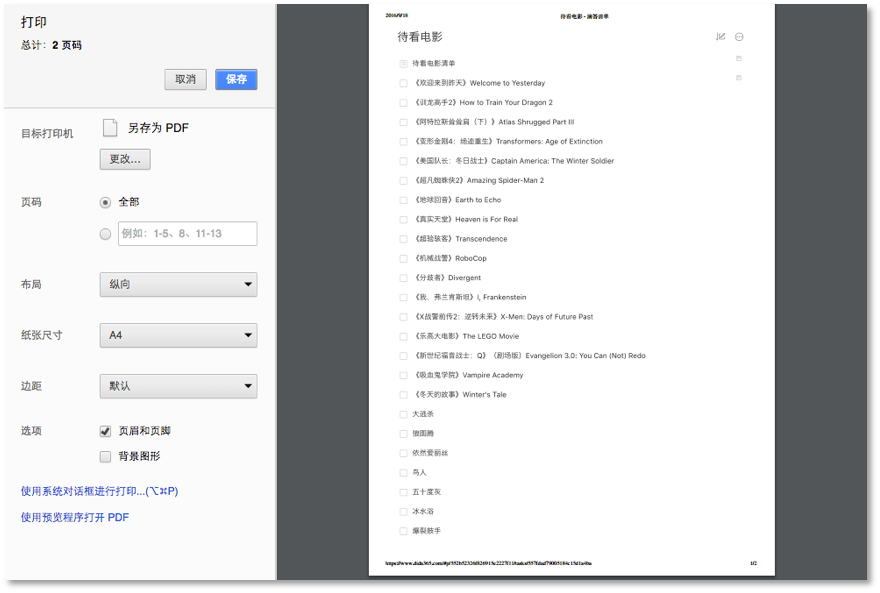 打印
总计：2 页码
取消
保存
目标打印机
另存为 PDF
更改...
页码
全部
例如：1-5、8、11-13
布局
纵向
纸张尺寸
A4
边距
默认
选项
页眉和页脚
背景图形
使用系统对话框进行打印...(⌥⌘P)
使用预览程序打开 PDF
2016/9/18
待看电影 - 滴答清单
待看电影
待看电影清单
《欢迎来到昨天》Welcome to Yesterday
《训龙高手2》How to Train Your Dragon 2
《阿特拉斯耸耸肩（下）》Atlas Shrugged Part III
《变形金刚4：绝迹重生》Transformers: Age of Extinction
《美国队长：冬日战士》Captain America: The Winter Soldier
《超凡蜘蛛侠2》Amazing Spider-Man 2
《地球回音》Earth to Echo
《真实天堂》Heaven is For Real
《超验骇客》Transcendence
《机械战警》RoboCop
《分歧者》Divergent
《我，弗兰肯斯坦》I, Frankenstein
《X战警前传2：逆转未来》X-Men: Days of Future Past
《乐高大电影》The LEGO Movie
《新世纪福音战士：Q》（剧场版）Evangelion 3.0: You Can (Not) Redo
《吸血鬼学院》Vampire Academy
《冬天的故事》Winter's Tale
大逃杀
狼图腾
依然爱丽丝
鸟人
五十度灰
冰水浴
爆裂鼓手
1/2